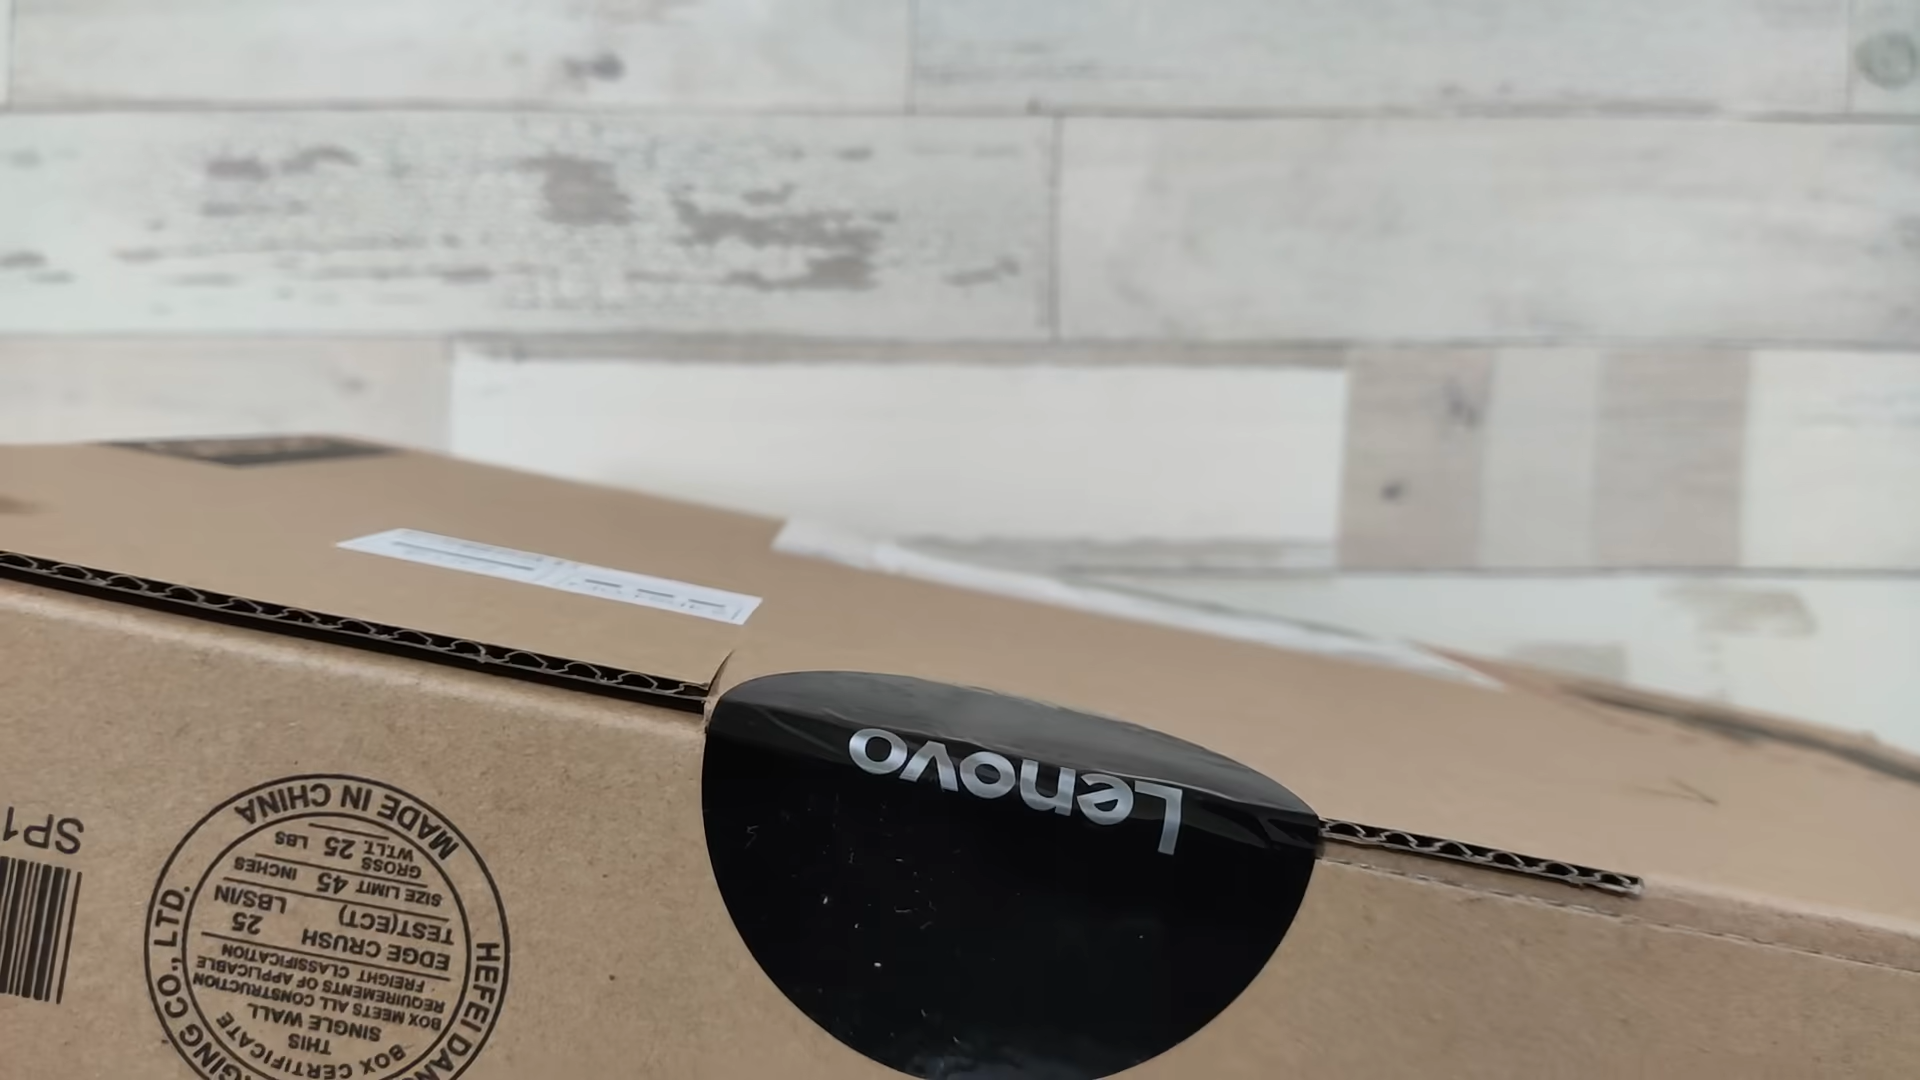 Lenovo
SP1
MADE IN CHINA
HEFEI DAN
GING CO., LTD.
BOX CERTIFICATE
THIS
SINGLE WALL
BOX MEETS ALL CONSTRUCTION
REQUIREMENTS OF APPLICABLE
FREIGHT CLASSIFICATION
EDGE CRUSH
TEST(ECT) 25 LBS/IN
SIZE LIMIT 45 INCHES
GROSS
WT.LT. 25 LBS